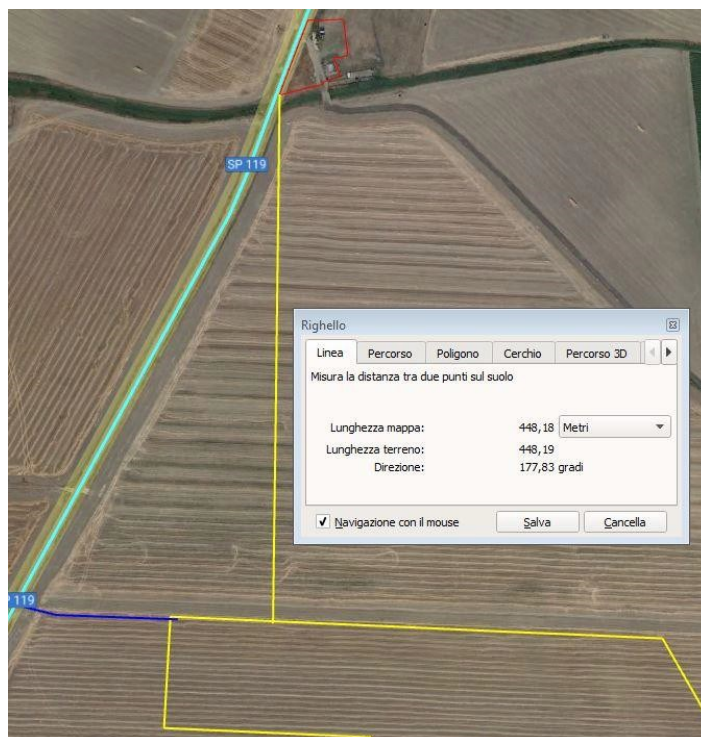 SP 119
Righello
Linea Percorso Poligono Cerchio Percorso 3D
Misura la distanza tra due punti sul suolo
Lunghezza mappa: 448,18 Metri
Lunghezza terreno: 448,19
Direzione: 177,83 gradi
Navigazione con il mouse Salva Cancella
P 119